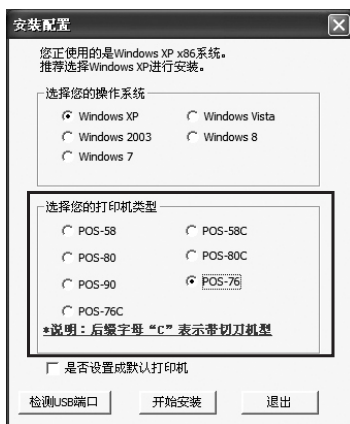 安装配置
您正使用的是Windows XP x86系统。
推荐选择Windows XP进行安装。
选择您的操作系统
Windows XP Windows Vista
Windows 2003 Windows 8
Windows 7
选择您的打印机类型
POS-58 POS-58C
POS-80 POS-80C
POS-90 POS-76
POS-76C
*说明：后缀字母“C”表示带切刀机型
是否设置成默认打印机
检测USB端口 开始安装 退出